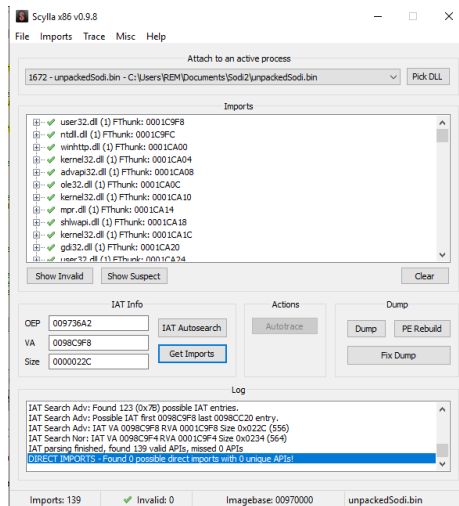 Scylla x86 v0.9.8
File Imports Trace Misc Help
Attach to an active process
1672 - unpackedSodi.bin - C:\Users\REM\Documents\Sodi2\unpackedSodi.bin
Pick DLL
Imports
user32.dll (1) FThunk: 0001C9F8
ntdll.dll (1) FThunk: 0001C9FC
winhttp.dll (1) FThunk: 0001CA00
kernel32.dll (1) FThunk: 0001CA04
advapi32.dll (1) FThunk: 0001CA08
ole32.dll (1) FThunk: 0001CA0C
kernel32.dll (1) FThunk: 0001CA10
mpr.dll (1) FThunk: 0001CA14
shlwapi.dll (1) FThunk: 0001CA18
kernel32.dll (1) FThunk: 0001CA1C
gdi32.dll (1) FThunk: 0001CA20
user32.dll (1) FThunk: 0001CA24
Show Invalid Show Suspect Clear
IAT Info Actions Dump
OEP 009736A2 IAT Autosearch Autotrace Dump PE Rebuild
VA 0098C9F8
Get Imports Fix Dump
Size 0000022C
Log
IAT Search Adv: Found 123 (0x7B) possible IAT entries.
IAT Search Adv: Possible IAT first 0098C9F8 last 0098CC20 entry.
IAT Search Adv: IAT VA 0098C9F8 RVA 0001C9F8 Size 0x022C (556)
IAT Search Nor: IAT VA 0098C9F4 RVA 0001C9F4 Size 0x0234 (564)
IAT parsing finished, found 139 valid APIs, missed 0 APIs
DIRECT IMPORTS - Found 0 possible direct imports with 0 unique APIs!
Imports: 139 Invalid: 0 Imagebase: 00970000 unpackedSodi.bin